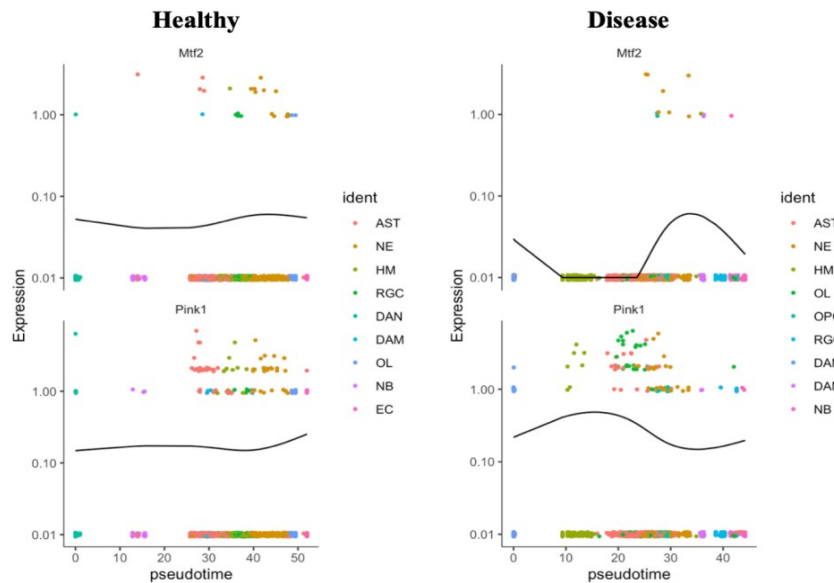 Healthy
Mtf2
1.00
0.10
0.01
Pink1
1.00
0.10
0.01
Expression
0 10 20 30 40 50
pseudotime
ident
AST
NE
HM
RGC
DAN
DAM
OL
NB
EC
Disease
Mtf2
1.00
0.10
0.01
Pink1
1.00
0.10
0.01
Expression
0 10 20 30 40
pseudotime
ident
AST
NE
HM
OL
NB